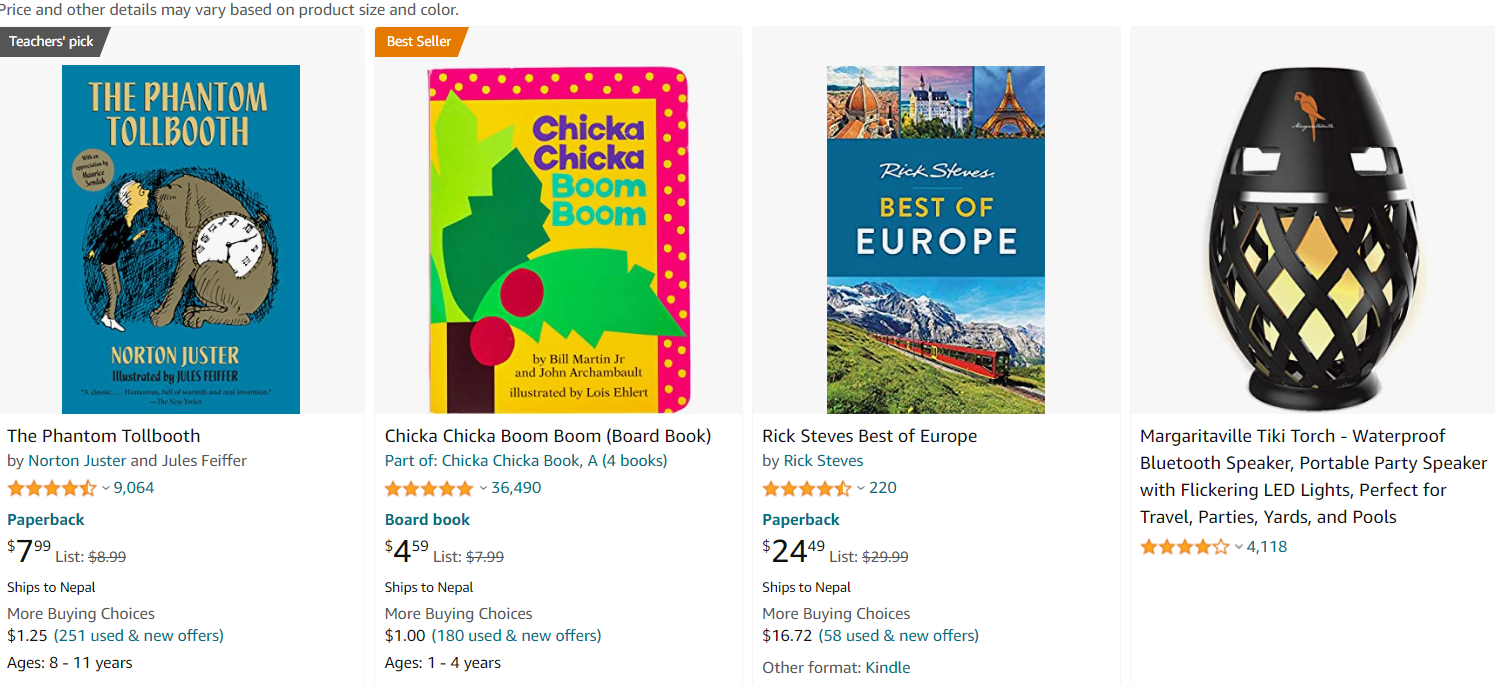 Price and other details may vary based on product size and color.
Teachers' pick
THE PHANTOM
TOLLBOOTH
With an
appreciation by
Maurice
Sendak
NORTON JUSTER
Illustrated by JULES FEIFFER
"A classic. . . . Humorous, full of warmth and real invention."
—The New Yorker
The Phantom Tollbooth
by Norton Juster and Jules Feiffer
9,064
Paperback
$7.99 List: $8.99
Ships to Nepal
More Buying Choices
$1.25 (251 used & new offers)
Ages: 8 - 11 years
Best Seller
Chicka
Chicka
Boom
Boom
by Bill Martin Jr
and John Archambault
illustrated by Lois Ehlert
Chicka Chicka Boom Boom (Board Book)
Part of: Chicka Chicka Book, A (4 books)
36,490
Board book
$4.59 List: $7.99
Ships to Nepal
More Buying Choices
$1.00 (180 used & new offers)
Ages: 1 - 4 years
Rick Steves
BEST OF
EUROPE
Rick Steves Best of Europe
by Rick Steves
220
Paperback
$24.49 List: $29.99
Ships to Nepal
More Buying Choices
$16.72 (58 used & new offers)
Other format: Kindle
Margaritaville
Margaritaville Tiki Torch - Waterproof
Bluetooth Speaker, Portable Party Speaker
with Flickering LED Lights, Perfect for
Travel, Parties, Yards, and Pools
4,118